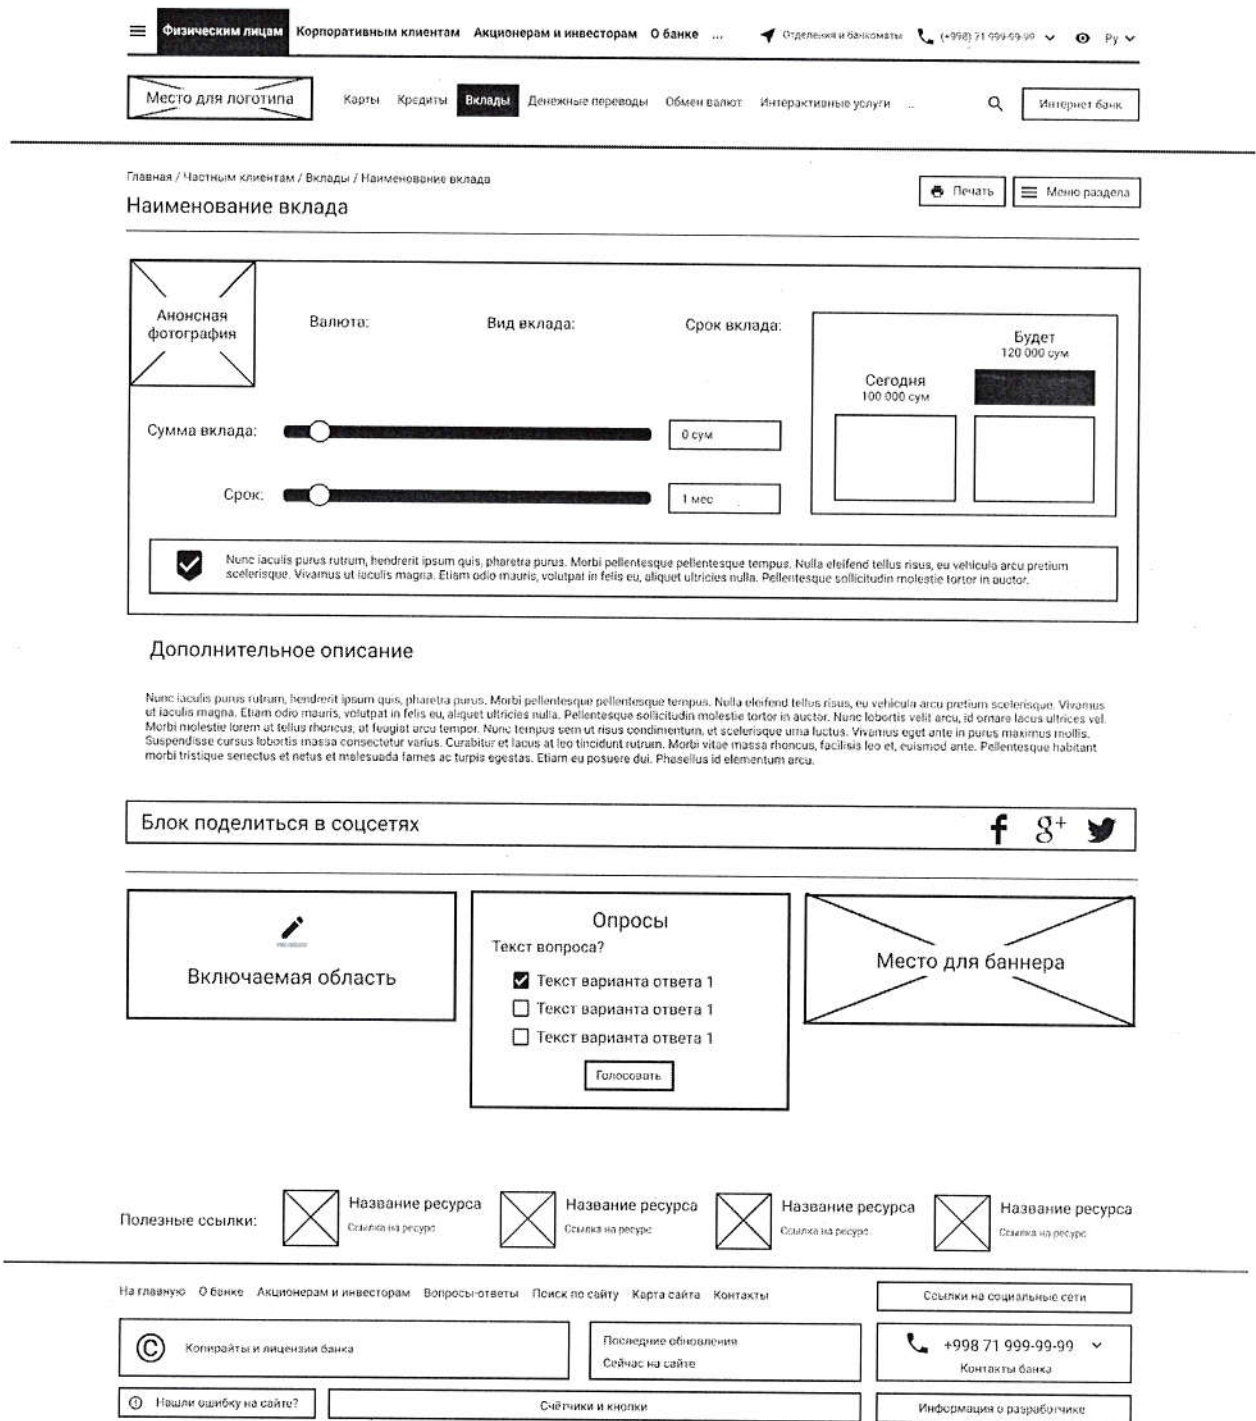 Физическим лицам Корпоративным клиентам Акционерам и инвесторам О банке ... Отделения и банкоматы (+998) 71 999-99-99 Ру
Место для логотипа Карты Кредиты Вклады Денежные переводы Обмен валют Интерактивные услуги ... Интернет банк
Главная / Частным клиентам / Вклады / Наименование вклада
Печать Меню раздела
Наименование вклада
Анонсная
фотография
Валюта: Вид вклада: Срок вклада:
Будет
120 000 сум
Сегодня
100 000 сум
Сумма вклада: 0 сум
Срок: 1 мес
Nunc iaculis purus rutrum, hendrerit ipsum quis, pharetra purus. Morbi pellentesque pellentesque tempus. Nulla eleifend tellus risus, eu vehicula arcu pretium
scelerisque. Vivamus ut iaculis magna. Etiam odio mauris, volutpat in felis eu, aliquet ultricies nulla. Pellentesque sollicitudin molestie tortor in auctor.
Дополнительное описание
Nunc iaculis purus rutrum, hendrerit ipsum quis, pharetra purus. Morbi pellentesque pellentesque tempus. Nulla eleifend tellus risus, eu vehicula arcu pretium scelerisque. Vivamus
ut iaculis magna. Etiam odio mauris, volutpat in felis eu, aliquet ultricies nulla. Pellentesque sollicitudin molestie tortor in auctor. Nunc lobortis velit arcu, id ornare lacus ultrices vel.
Morbi molestie lorem at tellus rhoncus, at feugiat arcu tempor. Nunc tempus sem ut risus condimentum, et scelerisque urna luctus. Vivamus eget ante in purus maximus mollis.
Suspendisse cursus lobortis massa consectetur varius. Curabitur et lacus at leo tincidunt rutrum. Morbi vitae massa rhoncus, facilisis leo et, euismod ante. Pellentesque habitant
morbi tristique senectus et netus et malesuada fames ac turpis egestas. Etiam eu posuere dui. Phasellus id elementum arcu.
Блок поделиться в соцсетях f g+
Включаемая область
Опросы
Текст вопроса?
Текст варианта ответа 1
Текст варианта ответа 1
Текст варианта ответа 1
Голосовать
Место для баннера
Полезные ссылки:
Название ресурса
Ссылка на ресурс
Название ресурса
Ссылка на ресурс
Название ресурса
Ссылка на ресурс
Название ресурса
Ссылка на ресурс
На главную О банке Акционерам и инвесторам Вопросы-ответы Поиск по сайту Карта сайта Контакты
Ссылки на социальные сети
© Копирайты и лицензии банка
Последние обновления
Сейчас на сайте
+998 71 999-99-99
Контакты банка
Нашли ошибку на сайте?
Счётчики и кнопки
Информация о разработчике